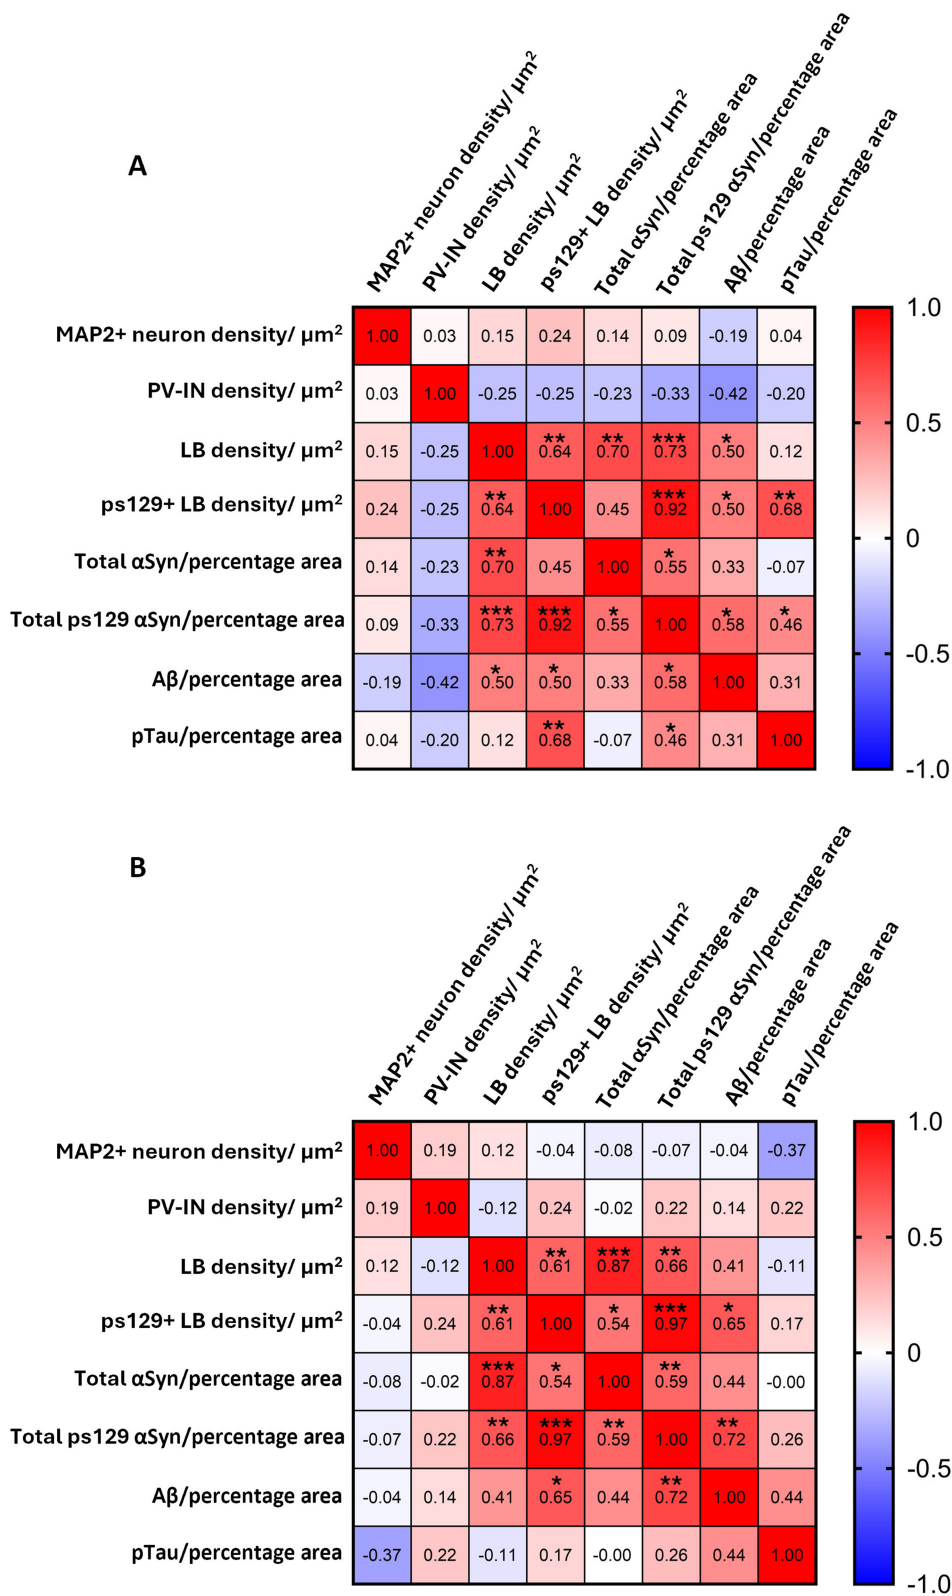 A
MAP2+ neuron density/ µm²
PV-IN density/ µm²
LB density/ µm²
ps129+ LB density/ µm²
Total αSyn/percentage area
Total ps129 αSyn/percentage area
Aβ/percentage area
pTau/percentage area
MAP2+ neuron density/ µm² 1.00 0.03 0.15 0.24 0.14 0.09 -0.19 0.04
PV-IN density/ µm² 0.03 1.00 -0.25 -0.25 -0.23 -0.33 -0.42 -0.20
LB density/ µm² 0.15 -0.25 1.00 **0.64 **0.70 ***0.73 *0.50 0.12
ps129+ LB density/ µm² 0.24 -0.25 **0.64 1.00 0.45 ***0.92 *0.50 **0.68
Total αSyn/percentage area 0.14 -0.23 **0.70 0.45 1.00 *0.55 0.33 -0.07
Total ps129 αSyn/percentage area 0.09 -0.33 ***0.73 ***0.92 *0.55 1.00 *0.58 *0.46
Aβ/percentage area -0.19 -0.42 *0.50 *0.50 0.33 *0.58 1.00 0.31
pTau/percentage area 0.04 -0.20 0.12 **0.68 -0.07 *0.46 0.31 1.00
1.0
0.5
0
-0.5
-1.0
B
MAP2+ neuron density/ µm²
PV-IN density/ µm²
LB density/ µm²
ps129+ LB density/ µm²
Total αSyn/percentage area
Total ps129 αSyn/percentage area
Aβ/percentage area
pTau/percentage area
MAP2+ neuron density/ µm² 1.00 0.19 0.12 -0.04 -0.08 -0.07 -0.04 -0.37
PV-IN density/ µm² 0.19 1.00 -0.12 0.24 -0.02 0.22 0.14 0.22
LB density/ µm² 0.12 -0.12 1.00 **0.61 ***0.87 **0.66 0.41 -0.11
ps129+ LB density/ µm² -0.04 0.24 **0.61 1.00 *0.54 ***0.97 *0.65 0.17
Total αSyn/percentage area -0.08 -0.02 ***0.87 *0.54 1.00 **0.59 0.44 -0.00
Total ps129 αSyn/percentage area -0.07 0.22 **0.66 ***0.97 **0.59 1.00 **0.72 0.26
Aβ/percentage area -0.04 0.14 0.41 *0.65 0.44 **0.72 1.00 0.44
pTau/percentage area -0.37 0.22 -0.11 0.17 -0.00 0.26 0.44 1.00
1.0
0.5
0
-0.5
-1.0